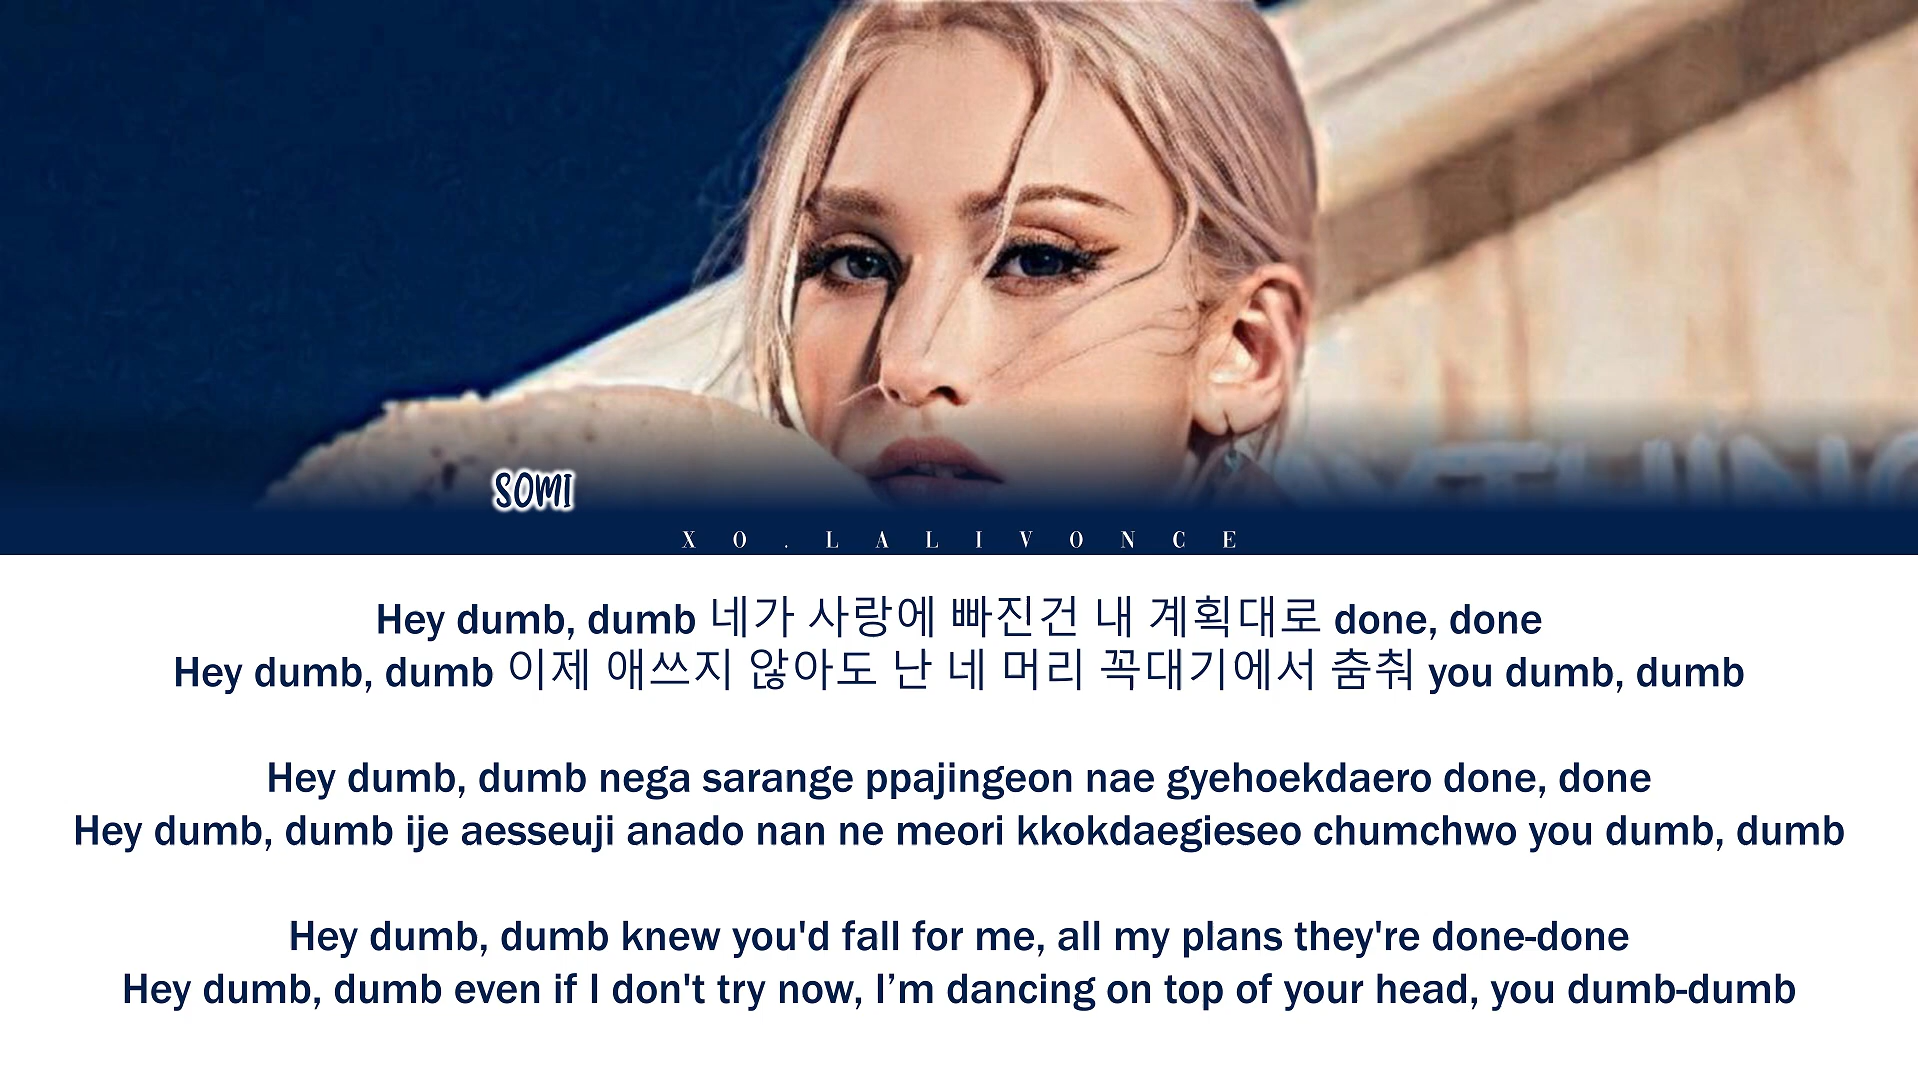 SOMI
XO.LALIVONCE
Hey dumb, dumb 네가 사랑에 빠진건 내 계획대로 done, done
Hey dumb, dumb 이제 애쓰지 않아도 난 네 머리 꼭대기에서 춤춰 you dumb, dumb
Hey dumb, dumb nega sarange ppajingeon nae gyehoekdaero done, done
Hey dumb, dumb ije aesseuji anado nan ne meori kkokdaegieseo chumchwo you dumb, dumb
Hey dumb, dumb knew you'd fall for me, all my plans they're done-done
Hey dumb, dumb even if I don't try now, I’m dancing on top of your head, you dumb-dumb